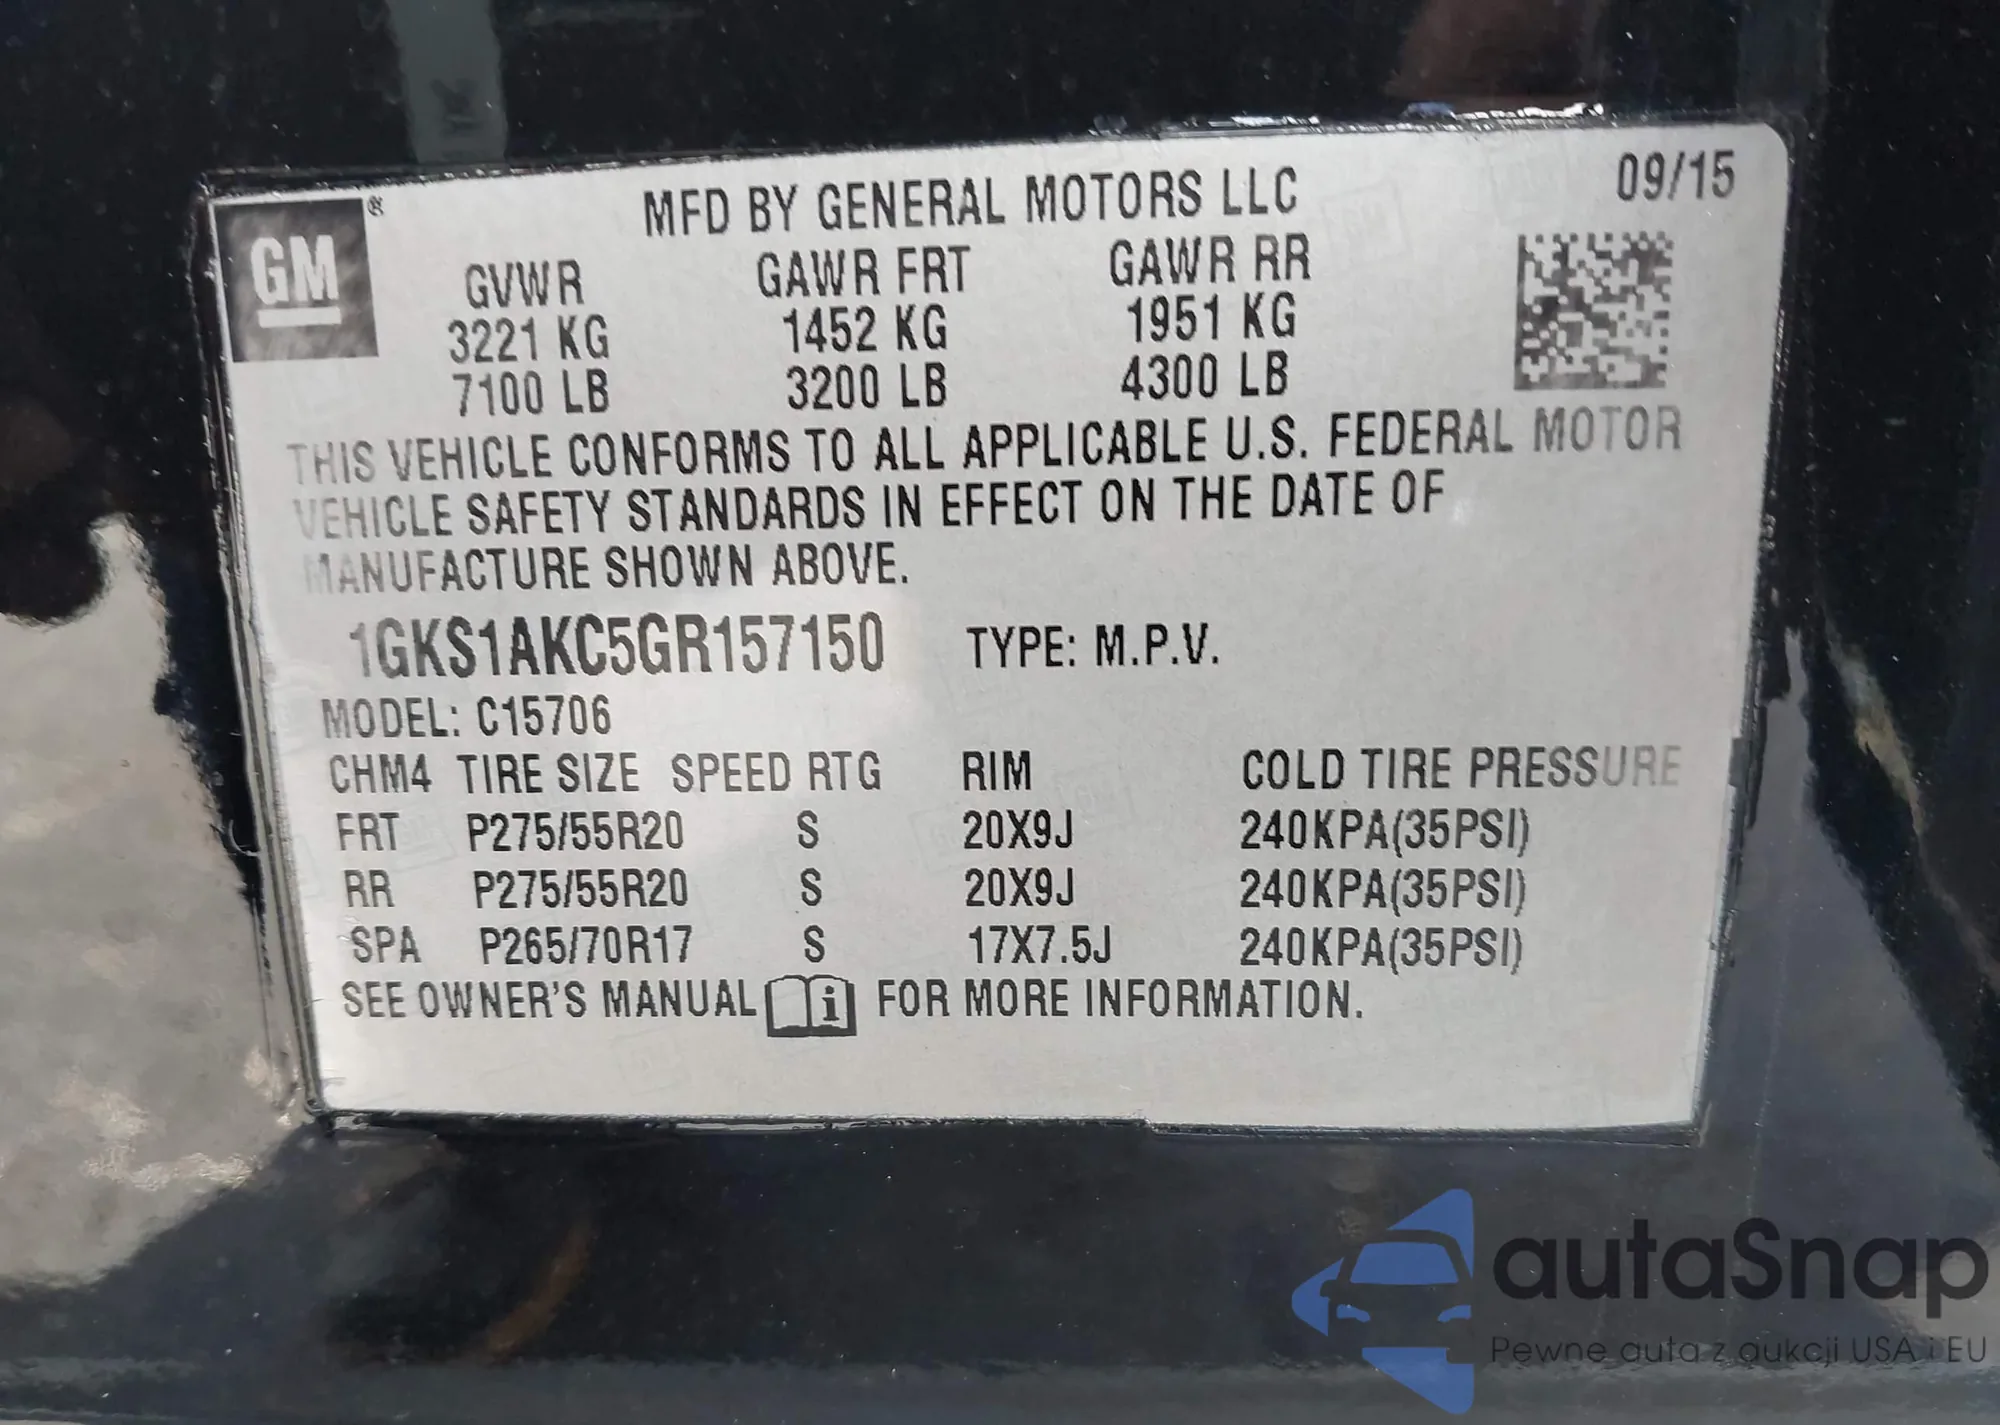 MFD BY GENERAL MOTORS LLC 09/15
GM ®
GVWR GAWR FRT GAWR RR
3221 KG 1452 KG 1951 KG
7100 LB 3200 LB 4300 LB
THIS VEHICLE CONFORMS TO ALL APPLICABLE U.S. FEDERAL MOTOR
VEHICLE SAFETY STANDARDS IN EFFECT ON THE DATE OF
MANUFACTURE SHOWN ABOVE.
1GKS1AKC5GR157150 TYPE: M.P.V.
MODEL: C15706
CHM4 TIRE SIZE SPEED RTG RIM COLD TIRE PRESSURE
FRT P275/55R20 S 20X9J 240KPA(35PSI)
RR P275/55R20 S 20X9J 240KPA(35PSI)
SPA P265/70R17 S 17X7.5J 240KPA(35PSI)
SEE OWNER'S MANUAL i FOR MORE INFORMATION.
autaSnap
Pewne auta z aukcji USA i EU